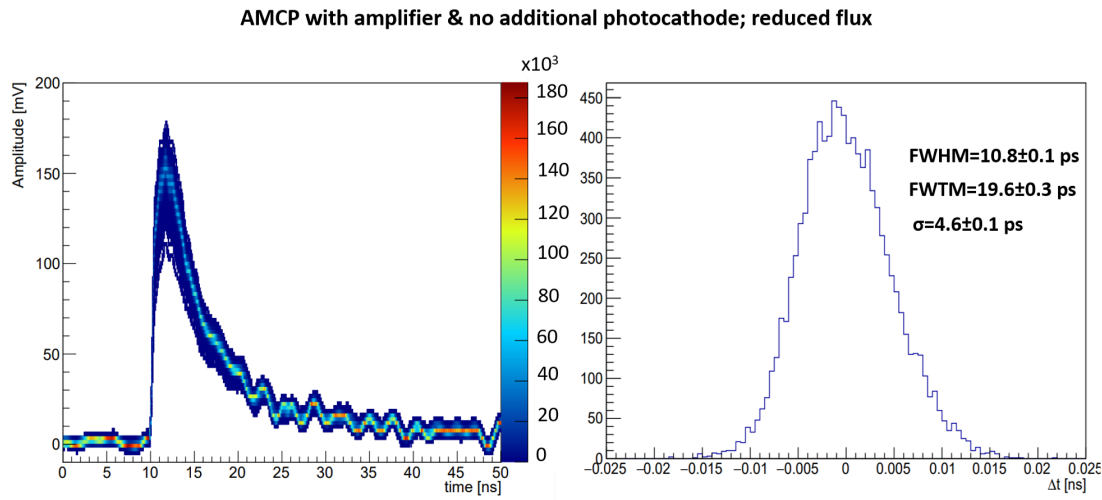 AMCP with amplifier & no additional photocathode; reduced flux
x10³
Amplitude [mV]
200
150
100
50
0
0 5 10 15 20 25 30 35 40 45 50
time [ns]
180
160
140
120
100
80
60
40
20
0
450
400
350
300
250
200
150
100
50
0
FWHM=10.8±0.1 ps
FWTM=19.6±0.3 ps
σ=4.6±0.1 ps
−0.025 −0.02 −0.015 −0.01 −0.005 0 0.005 0.01 0.015 0.02 0.025
Δt [ns]